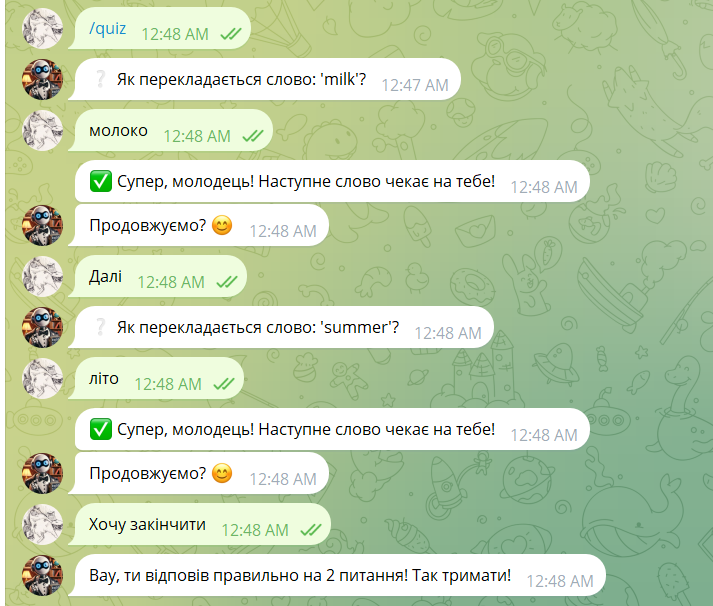 /quiz 12:48 AM
❔ Як перекладається слово: 'milk'? 12:47 AM
молоко 12:48 AM
✅ Супер, молодець! Наступне слово чекає на тебе! 12:48 AM
Продовжуємо? 😊 12:48 AM
Далі 12:48 AM
❔ Як перекладається слово: 'summer'? 12:48 AM
літо 12:48 AM
✅ Супер, молодець! Наступне слово чекає на тебе! 12:48 AM
Продовжуємо? 😊 12:48 AM
Хочу закінчити 12:48 AM
Вау, ти відповів правильно на 2 питання! Так тримати! 12:48 AM